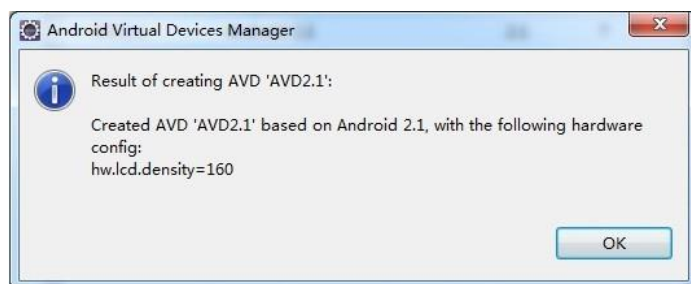 Android Virtual Devices Manager
Result of creating AVD 'AVD2.1':
Created AVD 'AVD2.1' based on Android 2.1, with the following hardware
config:
hw.lcd.density=160
OK